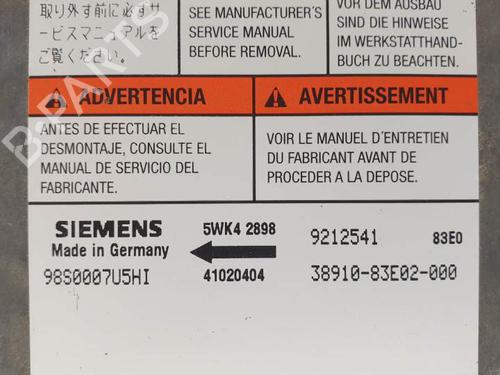 取り外す前に必ずサ
ービスマニュアルを
ご覧ください。
SEE MANUFACTURER'S
SERVICE MANUAL
BEFORE REMOVAL.
VOR DEM AUSBAU
SIND DIE HINWEISE
IM WERKSTATTHAND-
BUCH ZU BEACHTEN.
ADVERTENCIA
ANTES DE EFECTUAR EL
DESMONTAJE, CONSULTE EL
MANUAL DE SERVICIO DEL
FABRICANTE.
AVERTISSEMENT
VOIR LE MANUEL D'ENTRETIEN
DU FABRICANT AVANT DE
PROCEDER A LA DEPOSE.
SIEMENS
Made in Germany
98S0007U5HI
5WK4 2898
41020404
9212541 83E0
38910-83E02-000
B-PARTS